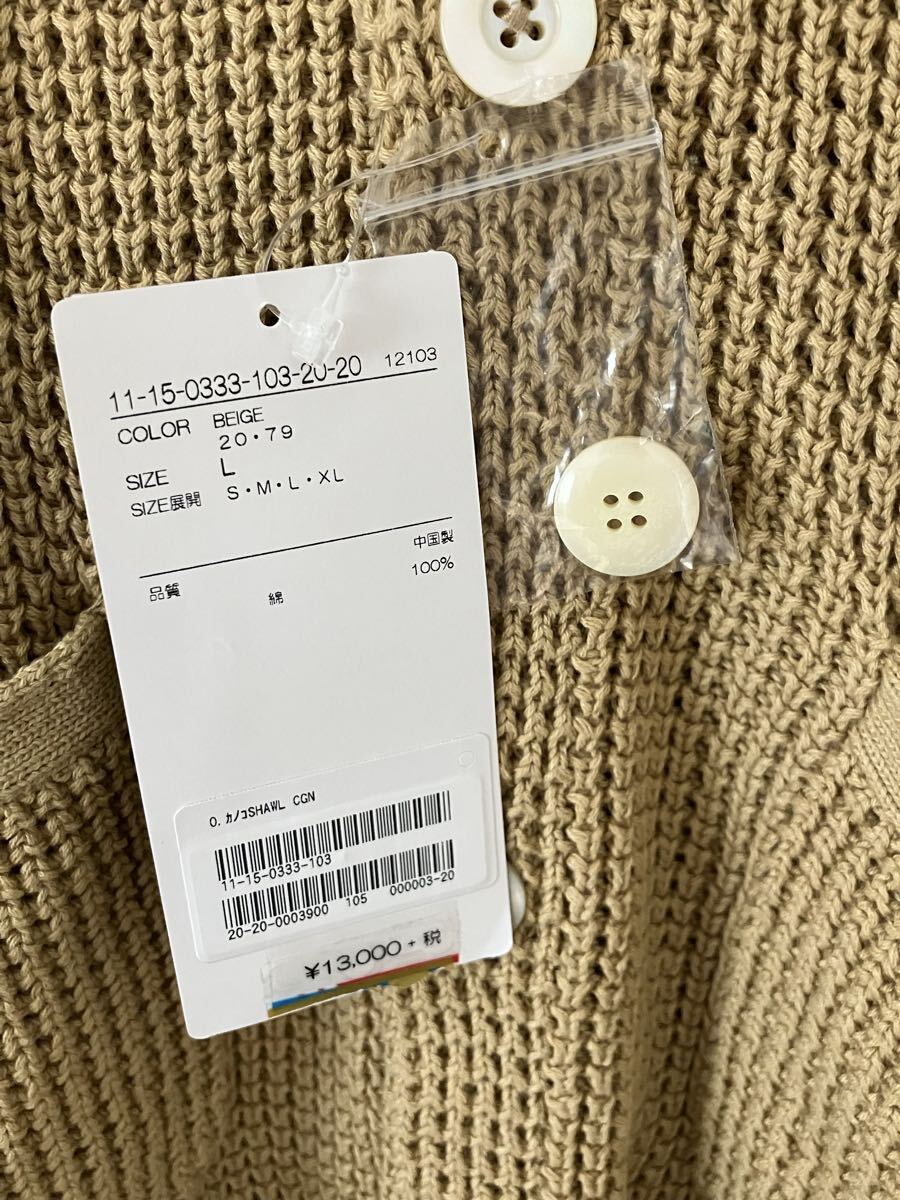 11-15-0333-103-20-20 12103
COLOR BEIGE
20・79
SIZE L
SIZE展開 S・M・L・XL
中国製
品質 綿 100%
O.カノコSHAWL CGN
11-15-0333-103
20-20-0003900 105 000003-20
¥13,000+税